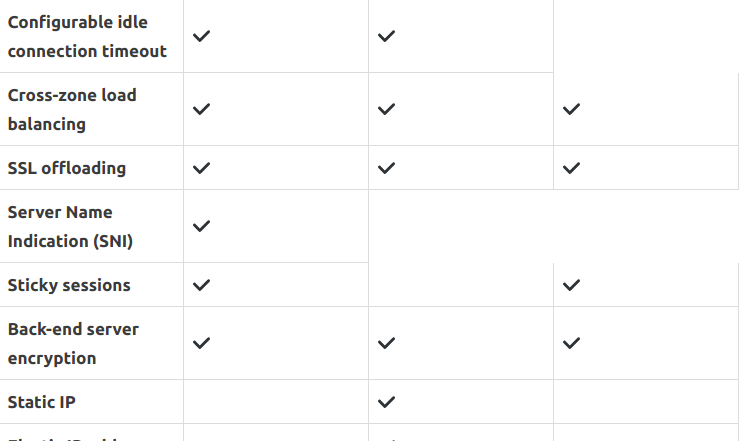 Configurable idle
connection timeout
Cross-zone load
balancing
SSL offloading
Server Name
Indication (SNI)
Sticky sessions
Back-end server
encryption
Static IP